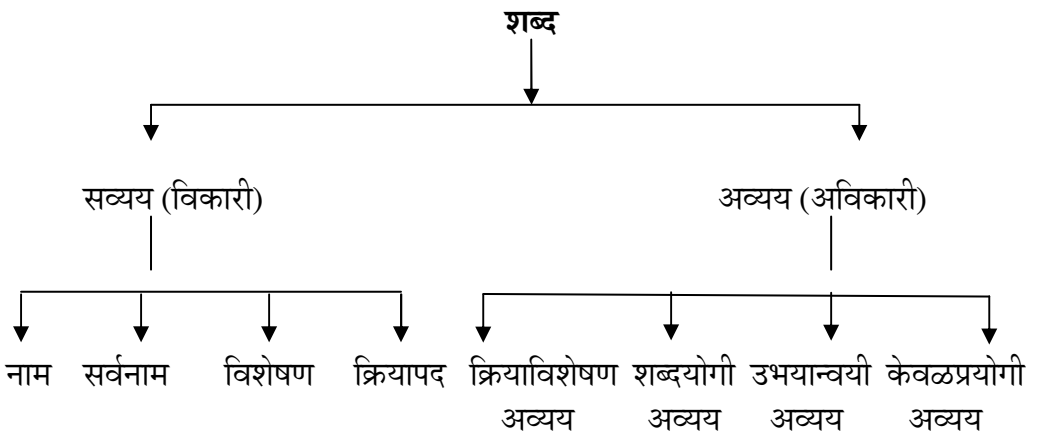 शब्द
सव्यय (विकारी) अव्यय (अविकारी)
नाम सर्वनाम विशेषण क्रियापद क्रियाविशेषण शब्दयोगी उभयान्वयी केवळप्रयोगी
अव्यय अव्यय अव्यय अव्यय